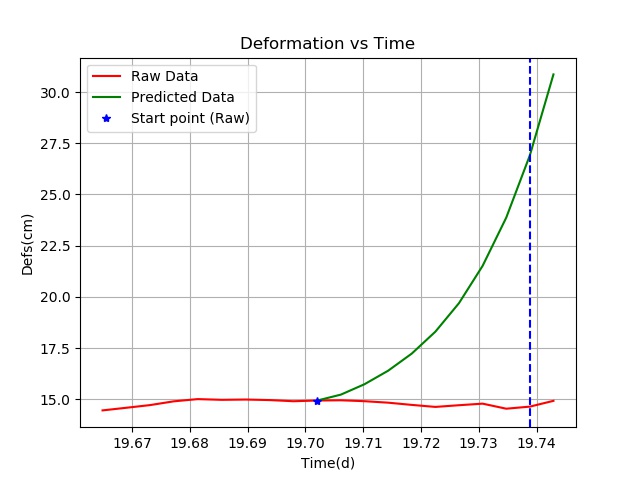 Deformation vs Time
Raw Data
Predicted Data
Start point (Raw)
Defs(cm)
30.0
27.5
25.0
22.5
20.0
17.5
15.0
19.67 19.68 19.69 19.70 19.71 19.72 19.73 19.74
Time(d)